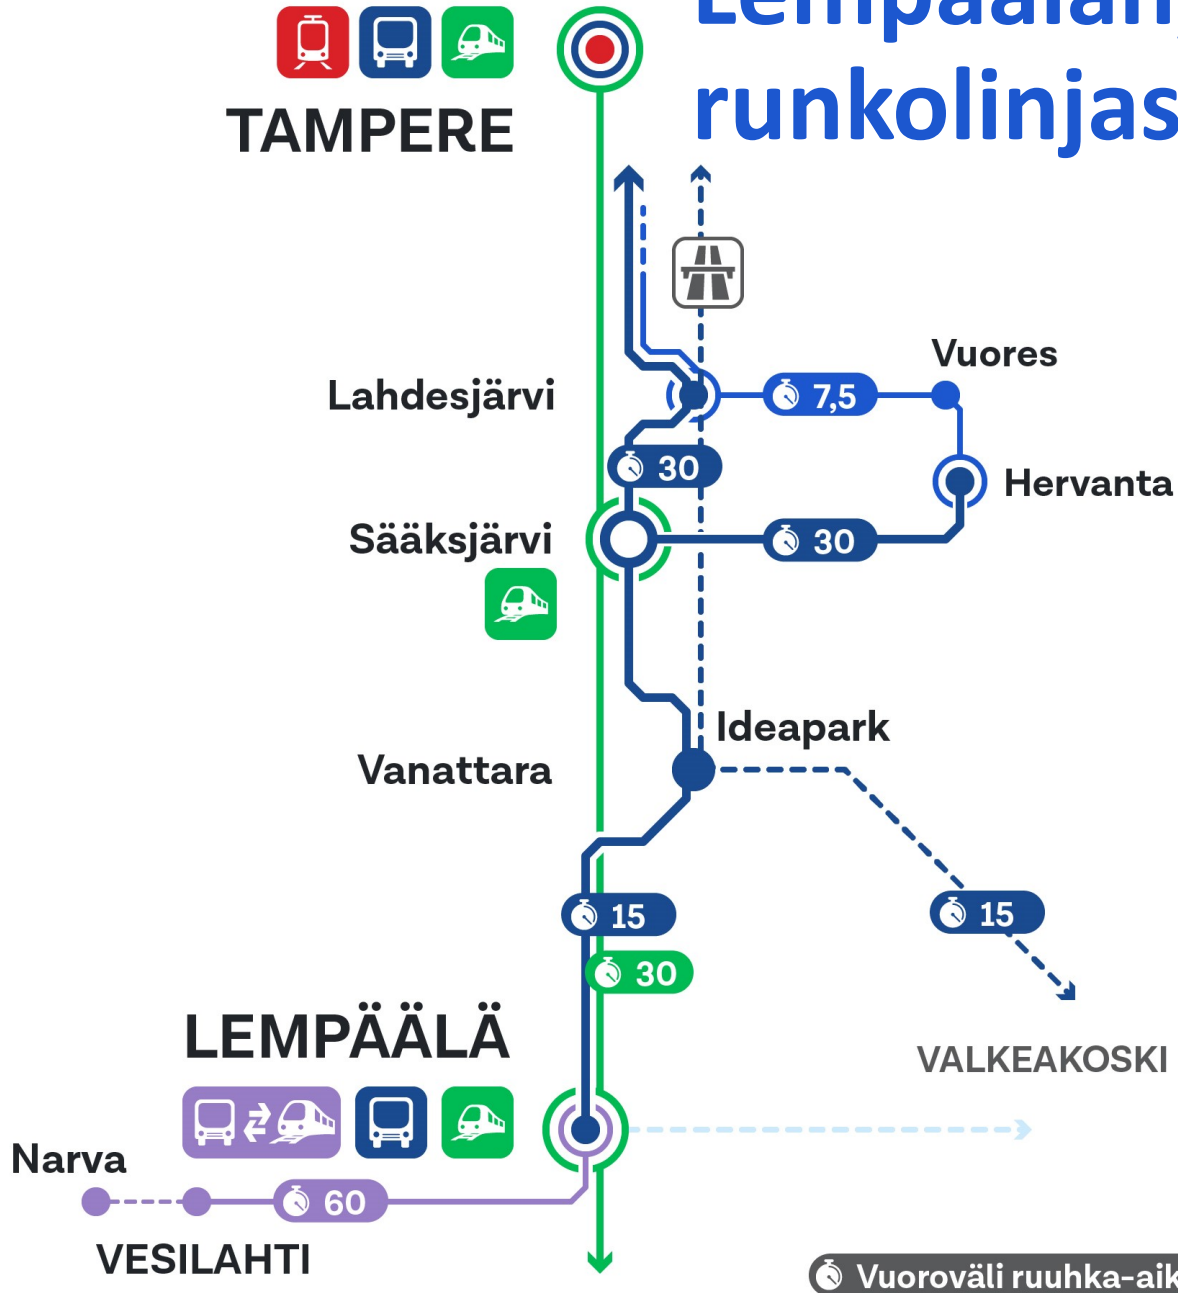 Lempäälän,
runkolinjas
TAMPERE
Vuores
Lahdesjärvi
7,5
30
Hervanta
Sääksjärvi
30
Ideapark
Vanattara
15
15
30
LEMPÄÄLÄ
VALKEAKOSKI
Narva
60
VESILAHTI
Vuoroväli ruuhka-aik